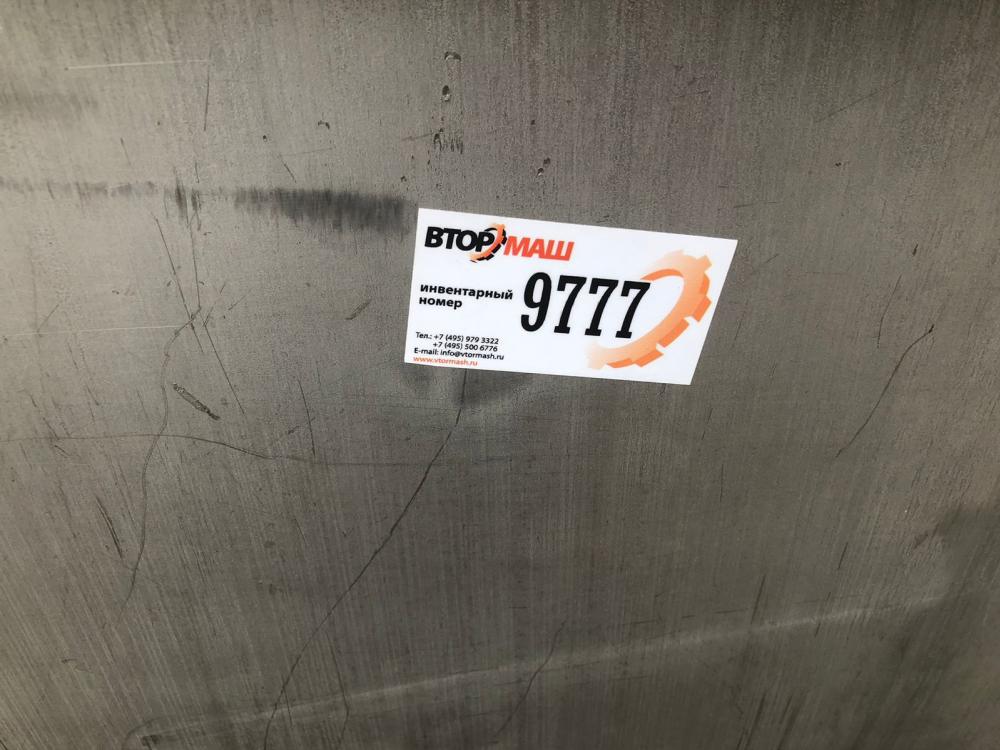 ВТОРМАШ
инвентарный
номер
9777
Тел.: +7 (495) 979 3322
+7 (495) 500 6776
E-mail: info@vtormash.ru
www.vtormash.ru